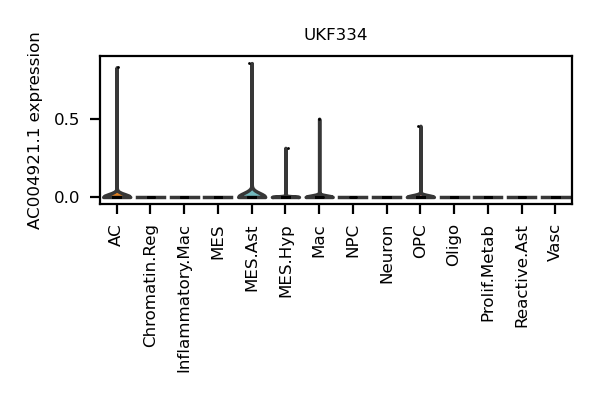 UKF334
AC004921.1 expression
0.5
0.0
AC
Chromatin.Reg
Inflammatory.Mac
MES
MES.Ast
MES.Hyp
Mac
NPC
Neuron
OPC
Oligo
Prolif.Metab
Reactive.Ast
Vasc